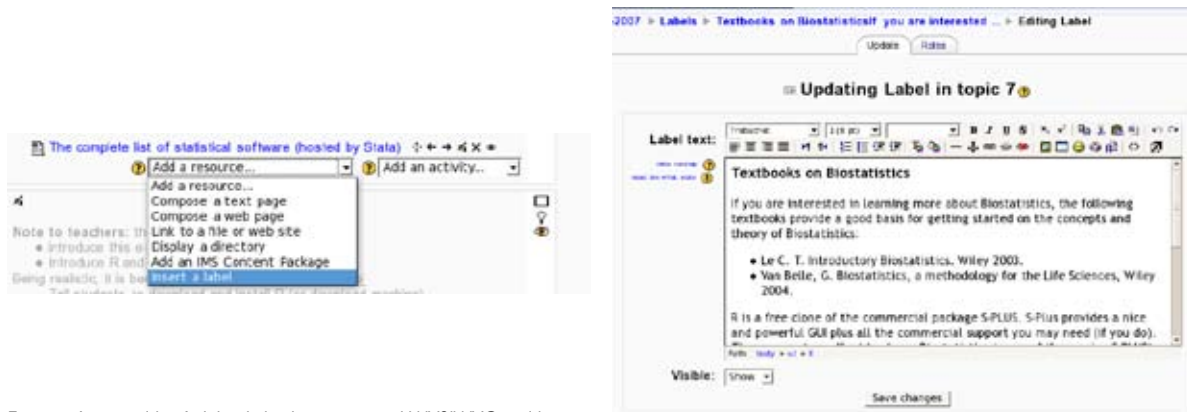 The complete list of statistical software (hosted by Stata)
Add a resource...
Add an activity...
Add a resource...
Compose a text page
Compose a web page
Link to a file or web site
Display a directory
Add an IMS Content Package
Insert a label
Note to teachers:
introduce this
introduce R and
Being realistic, it is
2007 ► Labels ► Textbooks on BiostatisticsIf you are interested ... ► Editing Label
Update
Roles
Updating Label in topic 7
Label text:
Trebuchet
Textbooks on Biostatistics
If you are interested in learning more about Biostatistics, the following
textbooks provide a good basis for getting started on the concepts and
theory of Biostatistics:
Le C. T. Introductory Biostatistics. Wiley 2003.
Van Belle, G. Biostatistics, a methodology for the Life Sciences, Wiley
2004.
R is a free clone of the commercial package S-PLUS. S-Plus provides a nice
and powerful GUI plus all the commercial support you may need (if you do).
Path: body
Visible:
Show
Save changes